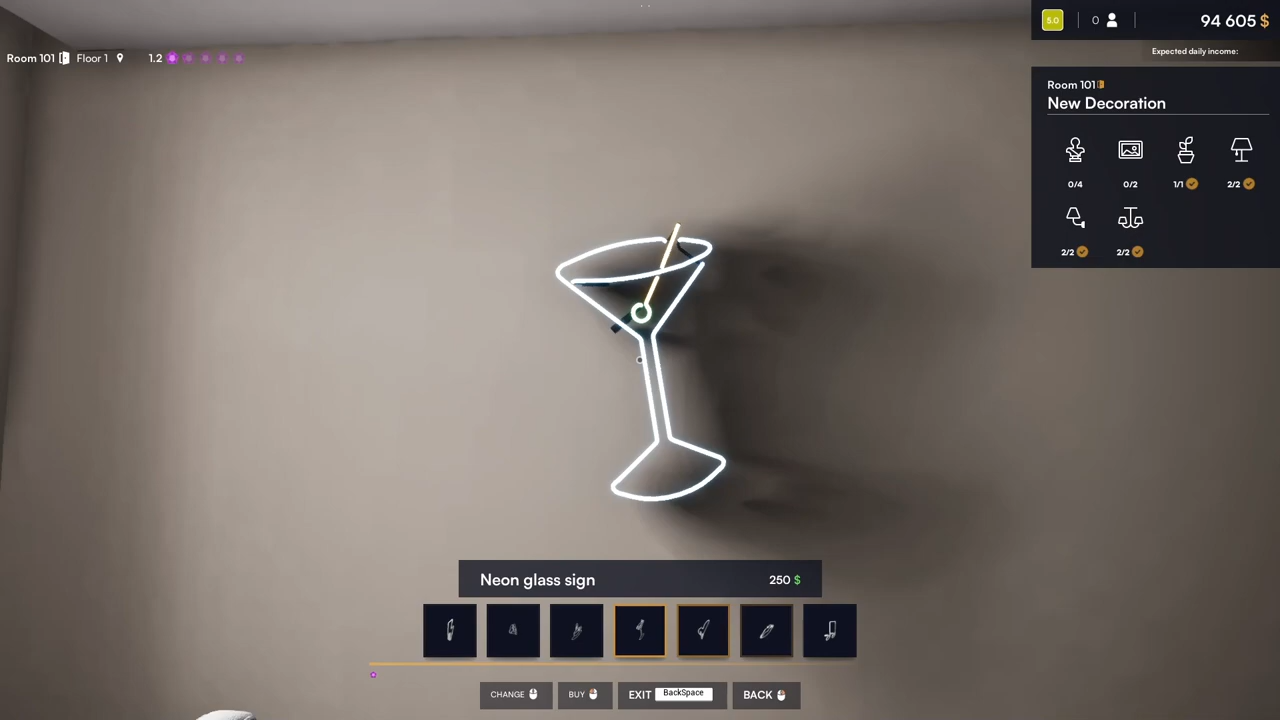 Room 101 Floor 1 1.2
5.0 0 94 605 $
Expected daily income:
Room 101
New Decoration
0/4 0/2 1/1 2/2
2/2 2/2
Neon glass sign 250 $
CHANGE BUY EXIT BackSpace BACK